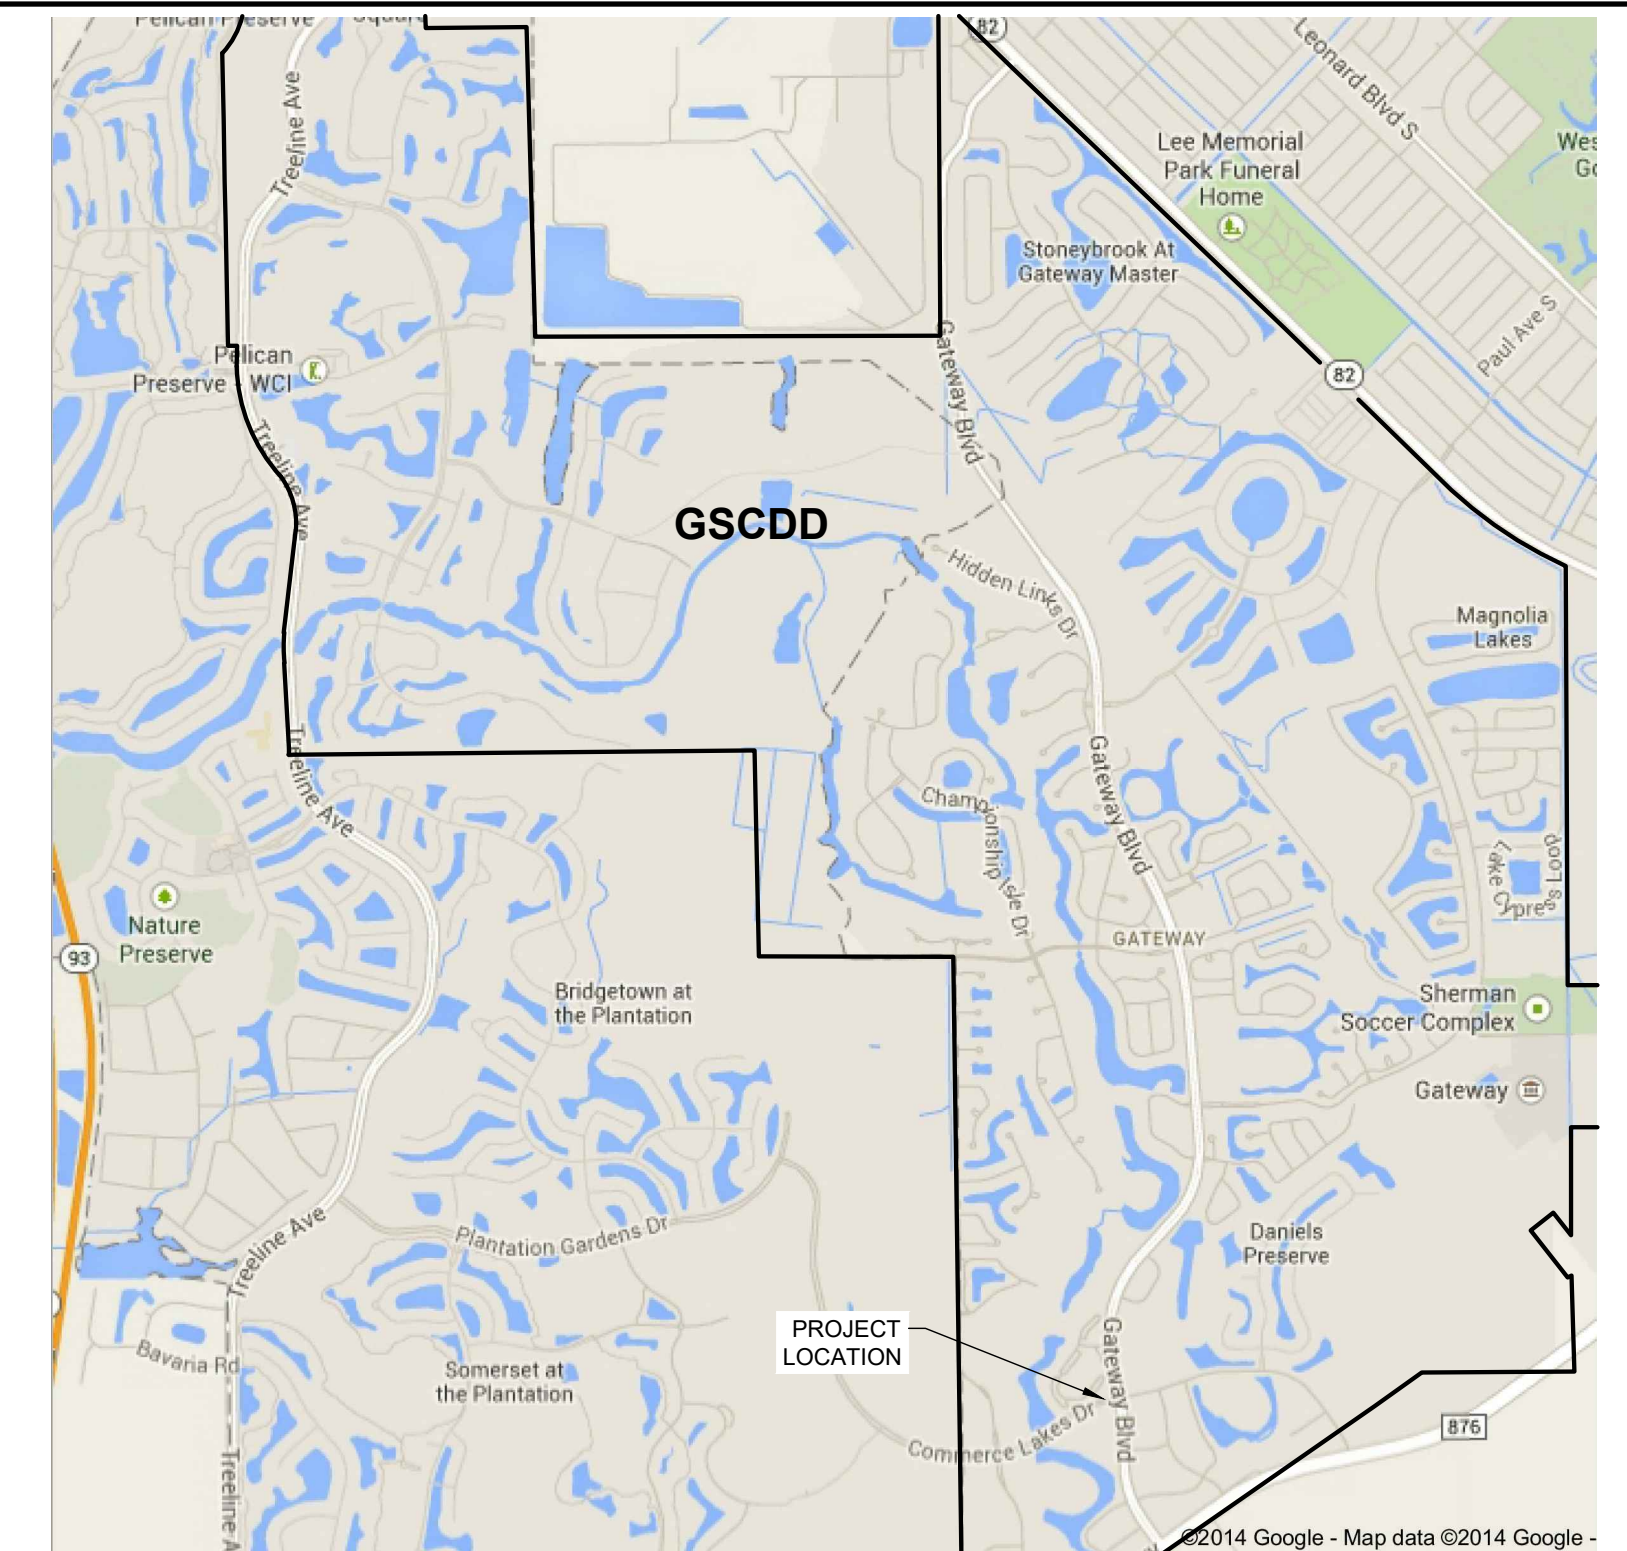 Pelican Preserve
Square
82
Leonard Blvd S
Treeline Ave
Lee Memorial
Park Funeral
Home
Wes
Go
Stoneybrook At
Gateway Master
Paul Ave S
Pelican
Preserve - WCI
82
Gateway Blvd
Treeline Ave
GSCDD
Hidden Links Dr
Magnolia
Lakes
Treeline Ave
Gateway Blvd
Championship Isle Dr
Lake Cypress Loop
Nature
Preserve
93
GATEWAY
Bridgetown at
the Plantation
Sherman
Soccer Complex
Gateway
Treeline Ave
Plantation Gardens Dr
Daniels
Preserve
PROJECT
LOCATION
Bavaria Rd
Gateway Blvd
Somerset at
the Plantation
Commerce Lakes Dr
876
Treeline A
©2014 Google - Map data ©2014 Google -